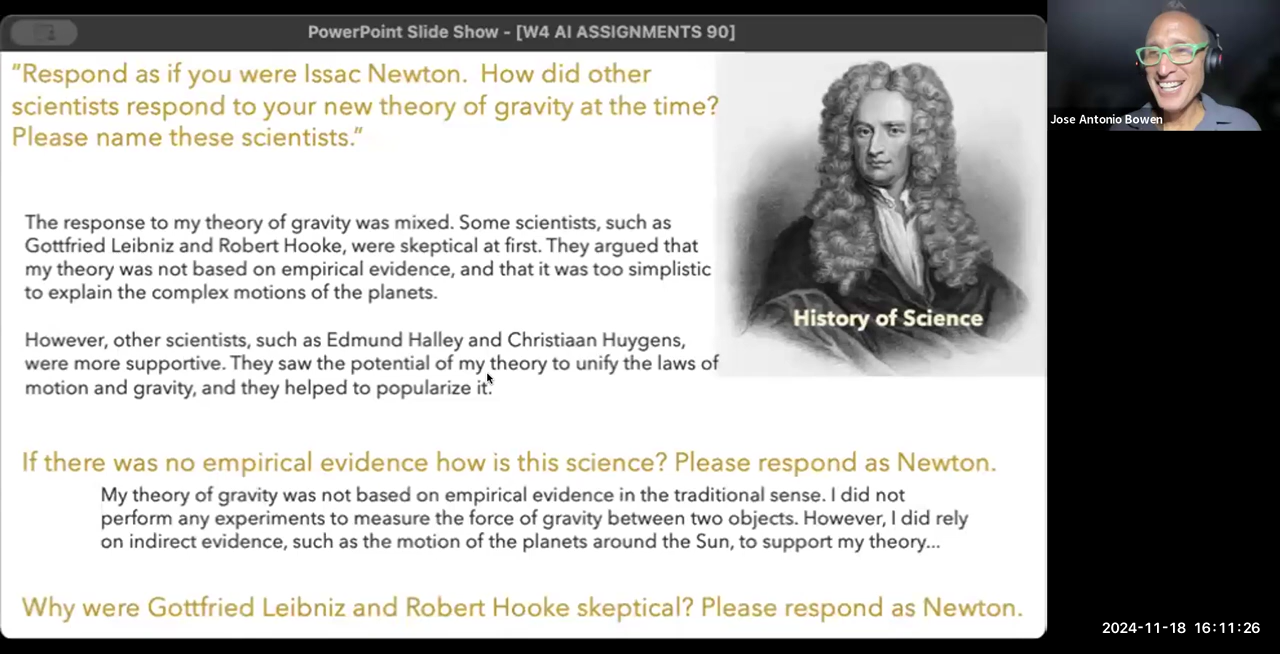 PowerPoint Slide Show - [W4 AI ASSIGNMENTS 90]
"Respond as if you were Issac Newton. How did other
scientists respond to your new theory of gravity at the time?
Please name these scientists."
The response to my theory of gravity was mixed. Some scientists, such as
Gottfried Leibniz and Robert Hooke, were skeptical at first. They argued that
my theory was not based on empirical evidence, and that it was too simplistic
to explain the complex motions of the planets.
However, other scientists, such as Edmund Halley and Christiaan Huygens,
were more supportive. They saw the potential of my theory to unify the laws of
motion and gravity, and they helped to popularize it.
History of Science
If there was no empirical evidence how is this science? Please respond as Newton.
My theory of gravity was not based on empirical evidence in the traditional sense. I did not
perform any experiments to measure the force of gravity between two objects. However, I did rely
on indirect evidence, such as the motion of the planets around the Sun, to support my theory...
Why were Gottfried Leibniz and Robert Hooke skeptical? Please respond as Newton.
Jose Antonio Bowen
2024-11-18 16:11:26